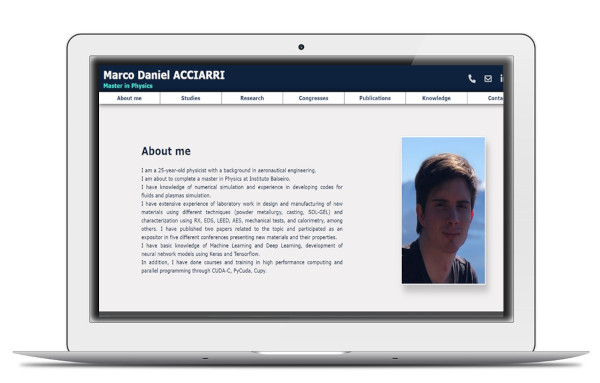 Marco Daniel ACCIARRI
Master in Physics
About me Studies Research Congresses Publications Knowledge Conta
About me
I am a 25-year-old physicist with a background in aeronautical engineering.
I am about to complete a master in Physics at Instituto Balseiro.
I have knowledge of numerical simulation and experience in developing codes for
fluids and plasmas simulation.
I have extensive experience of laboratory work in design and manufacturing of new
materials using different techniques (powder metallurgy, casting, SOL-GEL) and
characterization using RX, EDS, LEED, AES, mechanical tests, and calorimetry, among
others. I have published two papers related to the topic and participated as an
expositor in five different conferences presenting new materials and their properties.
I have basic knowledge of Machine Learning and Deep Learning, development of
neural network models using Keras and Tensorflow.
In addition, I have done courses and training in high performance computing and
parallel programming through CUDA-C, PyCuda, Cupy.